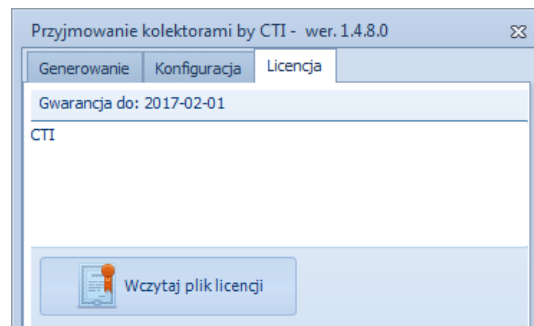 Przyjmowanie kolektorami by CTI - wer. 1.4.8.0
Generowanie Konfiguracja Licencja
Gwarancja do: 2017-02-01
CTI
Wczytaj plik licencji